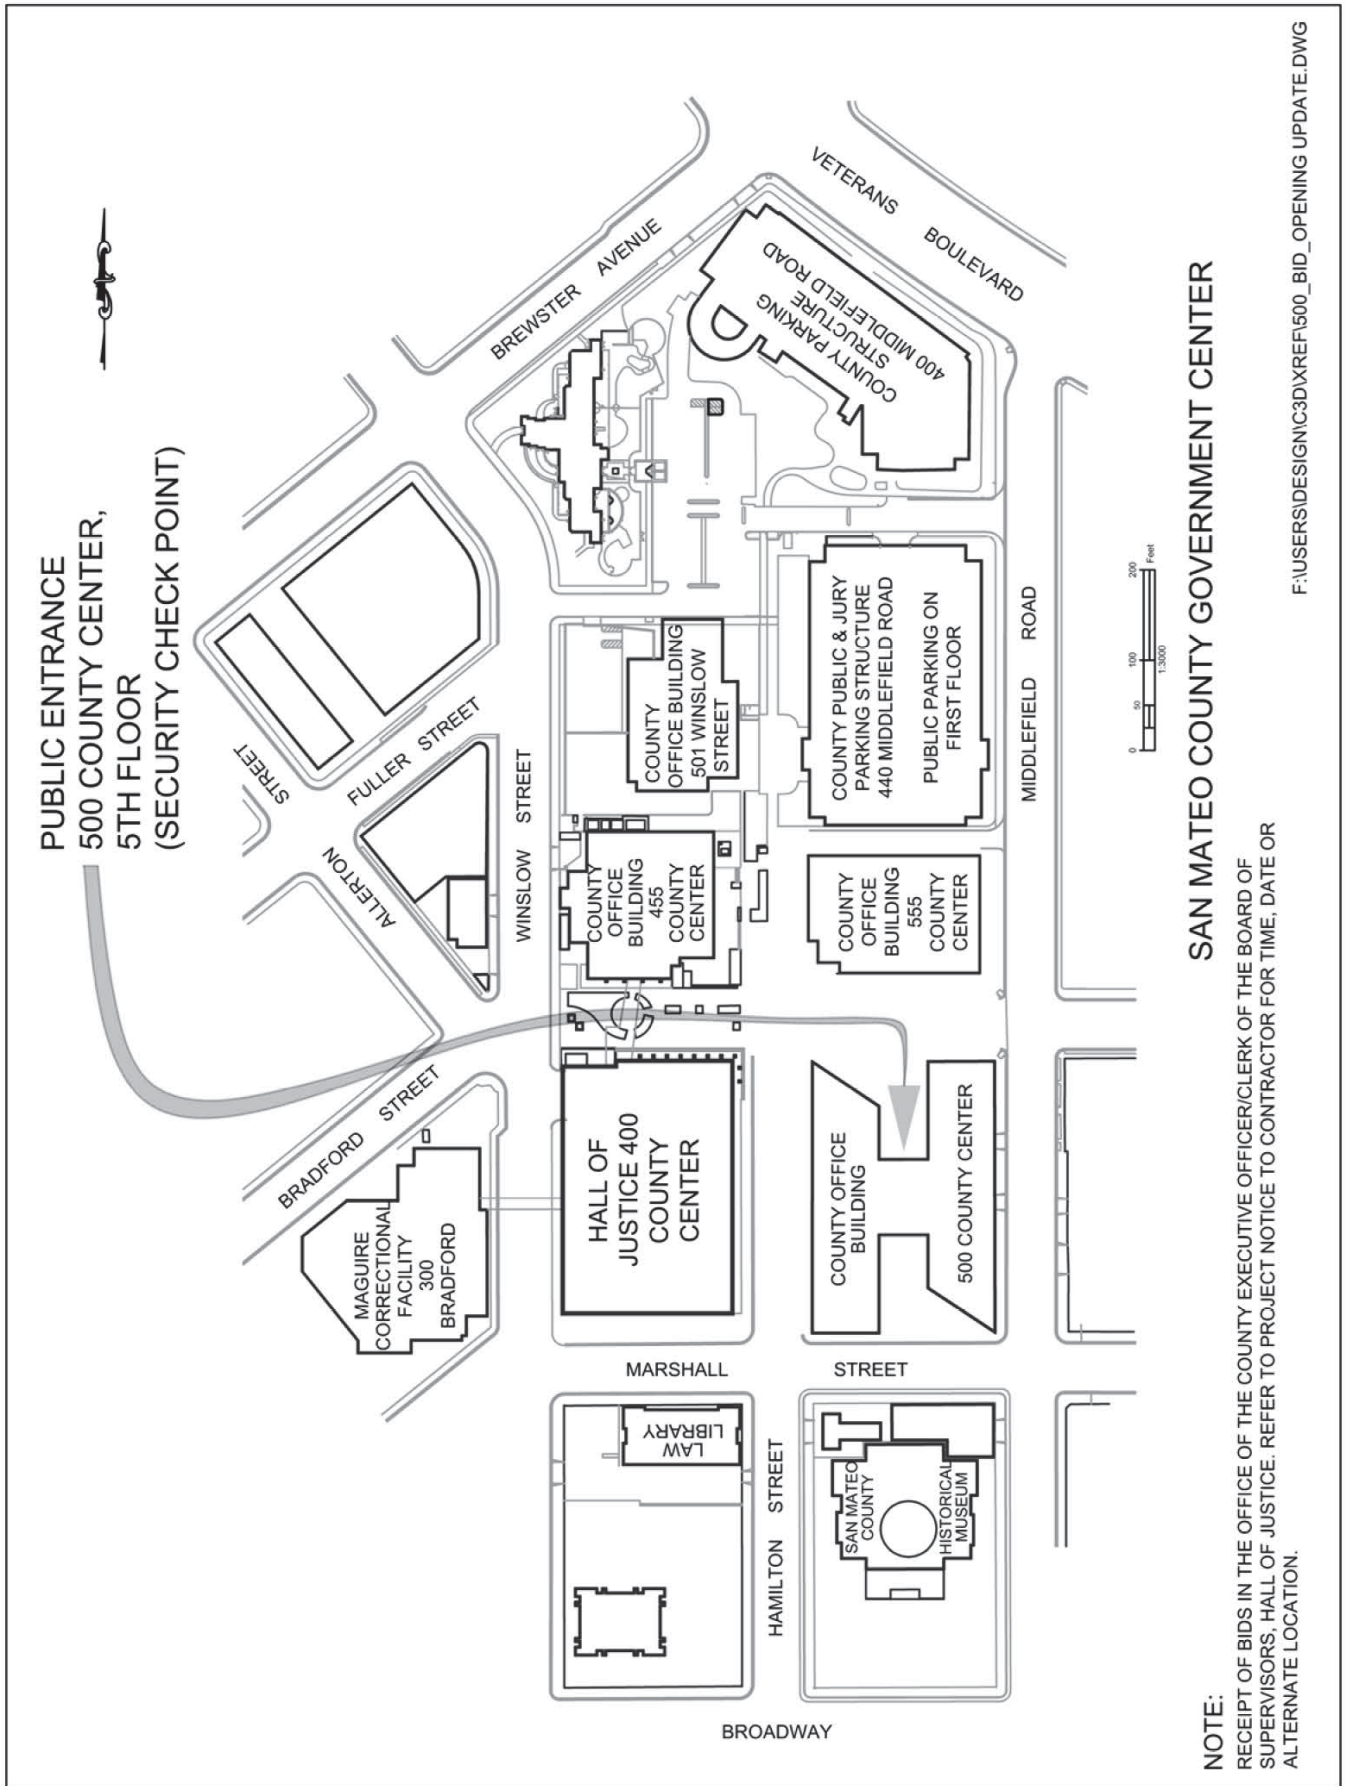 PUBLIC ENTRANCE
500 COUNTY CENTER,
5TH FLOOR
(SECURITY CHECK POINT)
BREWSTER AVENUE
VETERANS BOULEVARD
COUNTY PARKING
STRUCTURE
400 MIDDLEFIELD ROAD
ALLERTON STREET
FULLER STREET
WINSLOW STREET
BRADFORD STREET
COUNTY
OFFICE BUILDING
501 WINSLOW
STREET
COUNTY PUBLIC & JURY
PARKING STRUCTURE
440 MIDDLEFIELD ROAD
PUBLIC PARKING ON
FIRST FLOOR
MIDDLEFIELD ROAD
COUNTY
OFFICE
BUILDING
455
COUNTY
CENTER
COUNTY
OFFICE
BUILDING
555
COUNTY
CENTER
MAGUIRE
CORRECTIONAL
FACILITY
300
BRADFORD
HALL OF
JUSTICE 400
COUNTY
CENTER
COUNTY OFFICE
BUILDING
500 COUNTY CENTER
MARSHALL STREET
LAW
LIBRARY
HAMILTON STREET
SAN MATEO
COUNTY
HISTORICAL
MUSEUM
BROADWAY
0 50 100 200
Feet
1:3000
SAN MATEO COUNTY GOVERNMENT CENTER
NOTE:
RECEIPT OF BIDS IN THE OFFICE OF THE COUNTY EXECUTIVE OFFICER/CLERK OF THE BOARD OF
SUPERVISORS, HALL OF JUSTICE. REFER TO PROJECT NOTICE TO CONTRACTOR FOR TIME, DATE OR
ALTERNATE LOCATION.
F:\USERS\DESIGN\C3D\XREF\500_BID_OPENING UPDATE.DWG